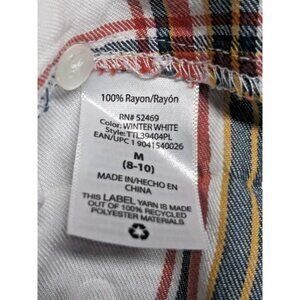 100% Rayon/Rayón
RN# 52469
Color: WINTER WHITE
Style: TTL39404PL
EAN/UPC 1 9041540026
M
(8-10)
MADE IN/HECHO EN
CHINA
THIS LABEL YARN IS MADE
OUT OF 100% RECYCLED
POLYESTER MATERIALS